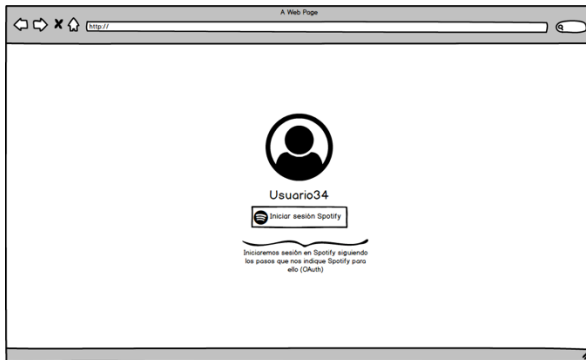 A Web Page
http://
Usuario34
Iniciar sesión Spotify
Iniciaremos sesión en Spotify siguiendo
los pasos que nos indique Spotify para
ello (OAuth)